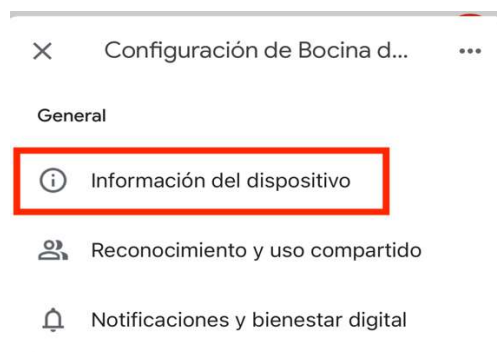 Configuración de Bocina d...
General
Información del dispositivo
Reconocimiento y uso compartido
Notificaciones y bienestar digital